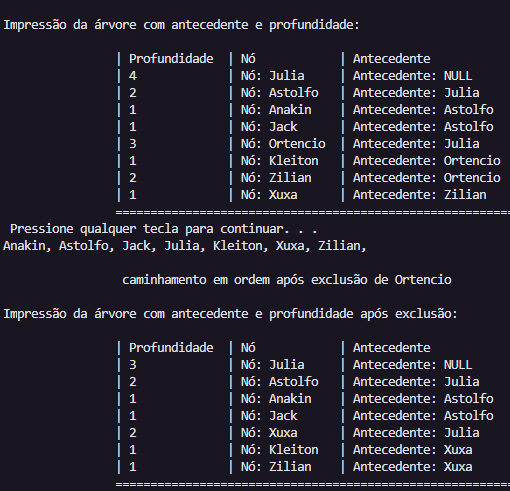 Impressão da árvore com antecedente e profundidade:
| Profundidade | Nó | Antecedente
| 4 | Nó: Julia | Antecedente: NULL
| 2 | Nó: Astolfo | Antecedente: Julia
| 1 | Nó: Anakin | Antecedente: Astolfo
| 1 | Nó: Jack | Antecedente: Astolfo
| 3 | Nó: Ortencio | Antecedente: Julia
| 1 | Nó: Kleiton | Antecedente: Ortencio
| 2 | Nó: Zilian | Antecedente: Ortencio
| 1 | Nó: Xuxa | Antecedente: Zilian
========================================================
Pressione qualquer tecla para continuar. . .
Anakin, Astolfo, Jack, Julia, Kleiton, Xuxa, Zilian,
caminhamento em ordem após exclusão de Ortencio
Impressão da árvore com antecedente e profundidade após exclusão:
| Profundidade | Nó | Antecedente
| 3 | Nó: Julia | Antecedente: NULL
| 2 | Nó: Astolfo | Antecedente: Julia
| 1 | Nó: Anakin | Antecedente: Astolfo
| 1 | Nó: Jack | Antecedente: Astolfo
| 2 | Nó: Xuxa | Antecedente: Julia
| 1 | Nó: Kleiton | Antecedente: Xuxa
| 1 | Nó: Zilian | Antecedente: Xuxa
========================================================